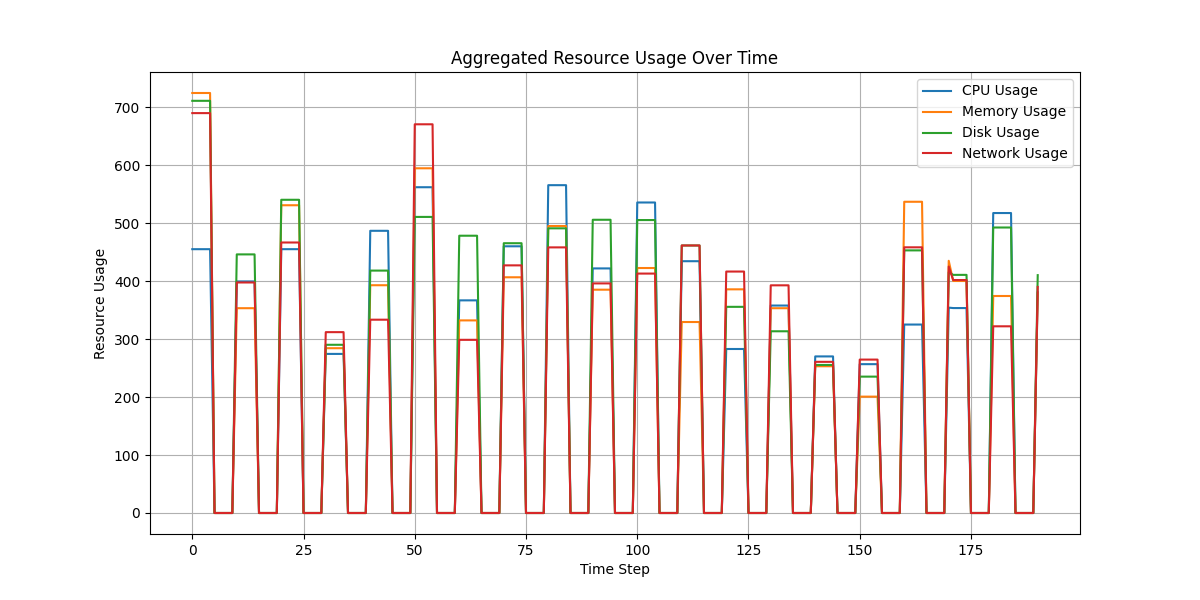 Aggregated Resource Usage Over Time
CPU Usage
Memory Usage
Disk Usage
Network Usage
Resource Usage
700
600
500
400
300
200
100
0
0 25 50 75 100 125 150 175
Time Step